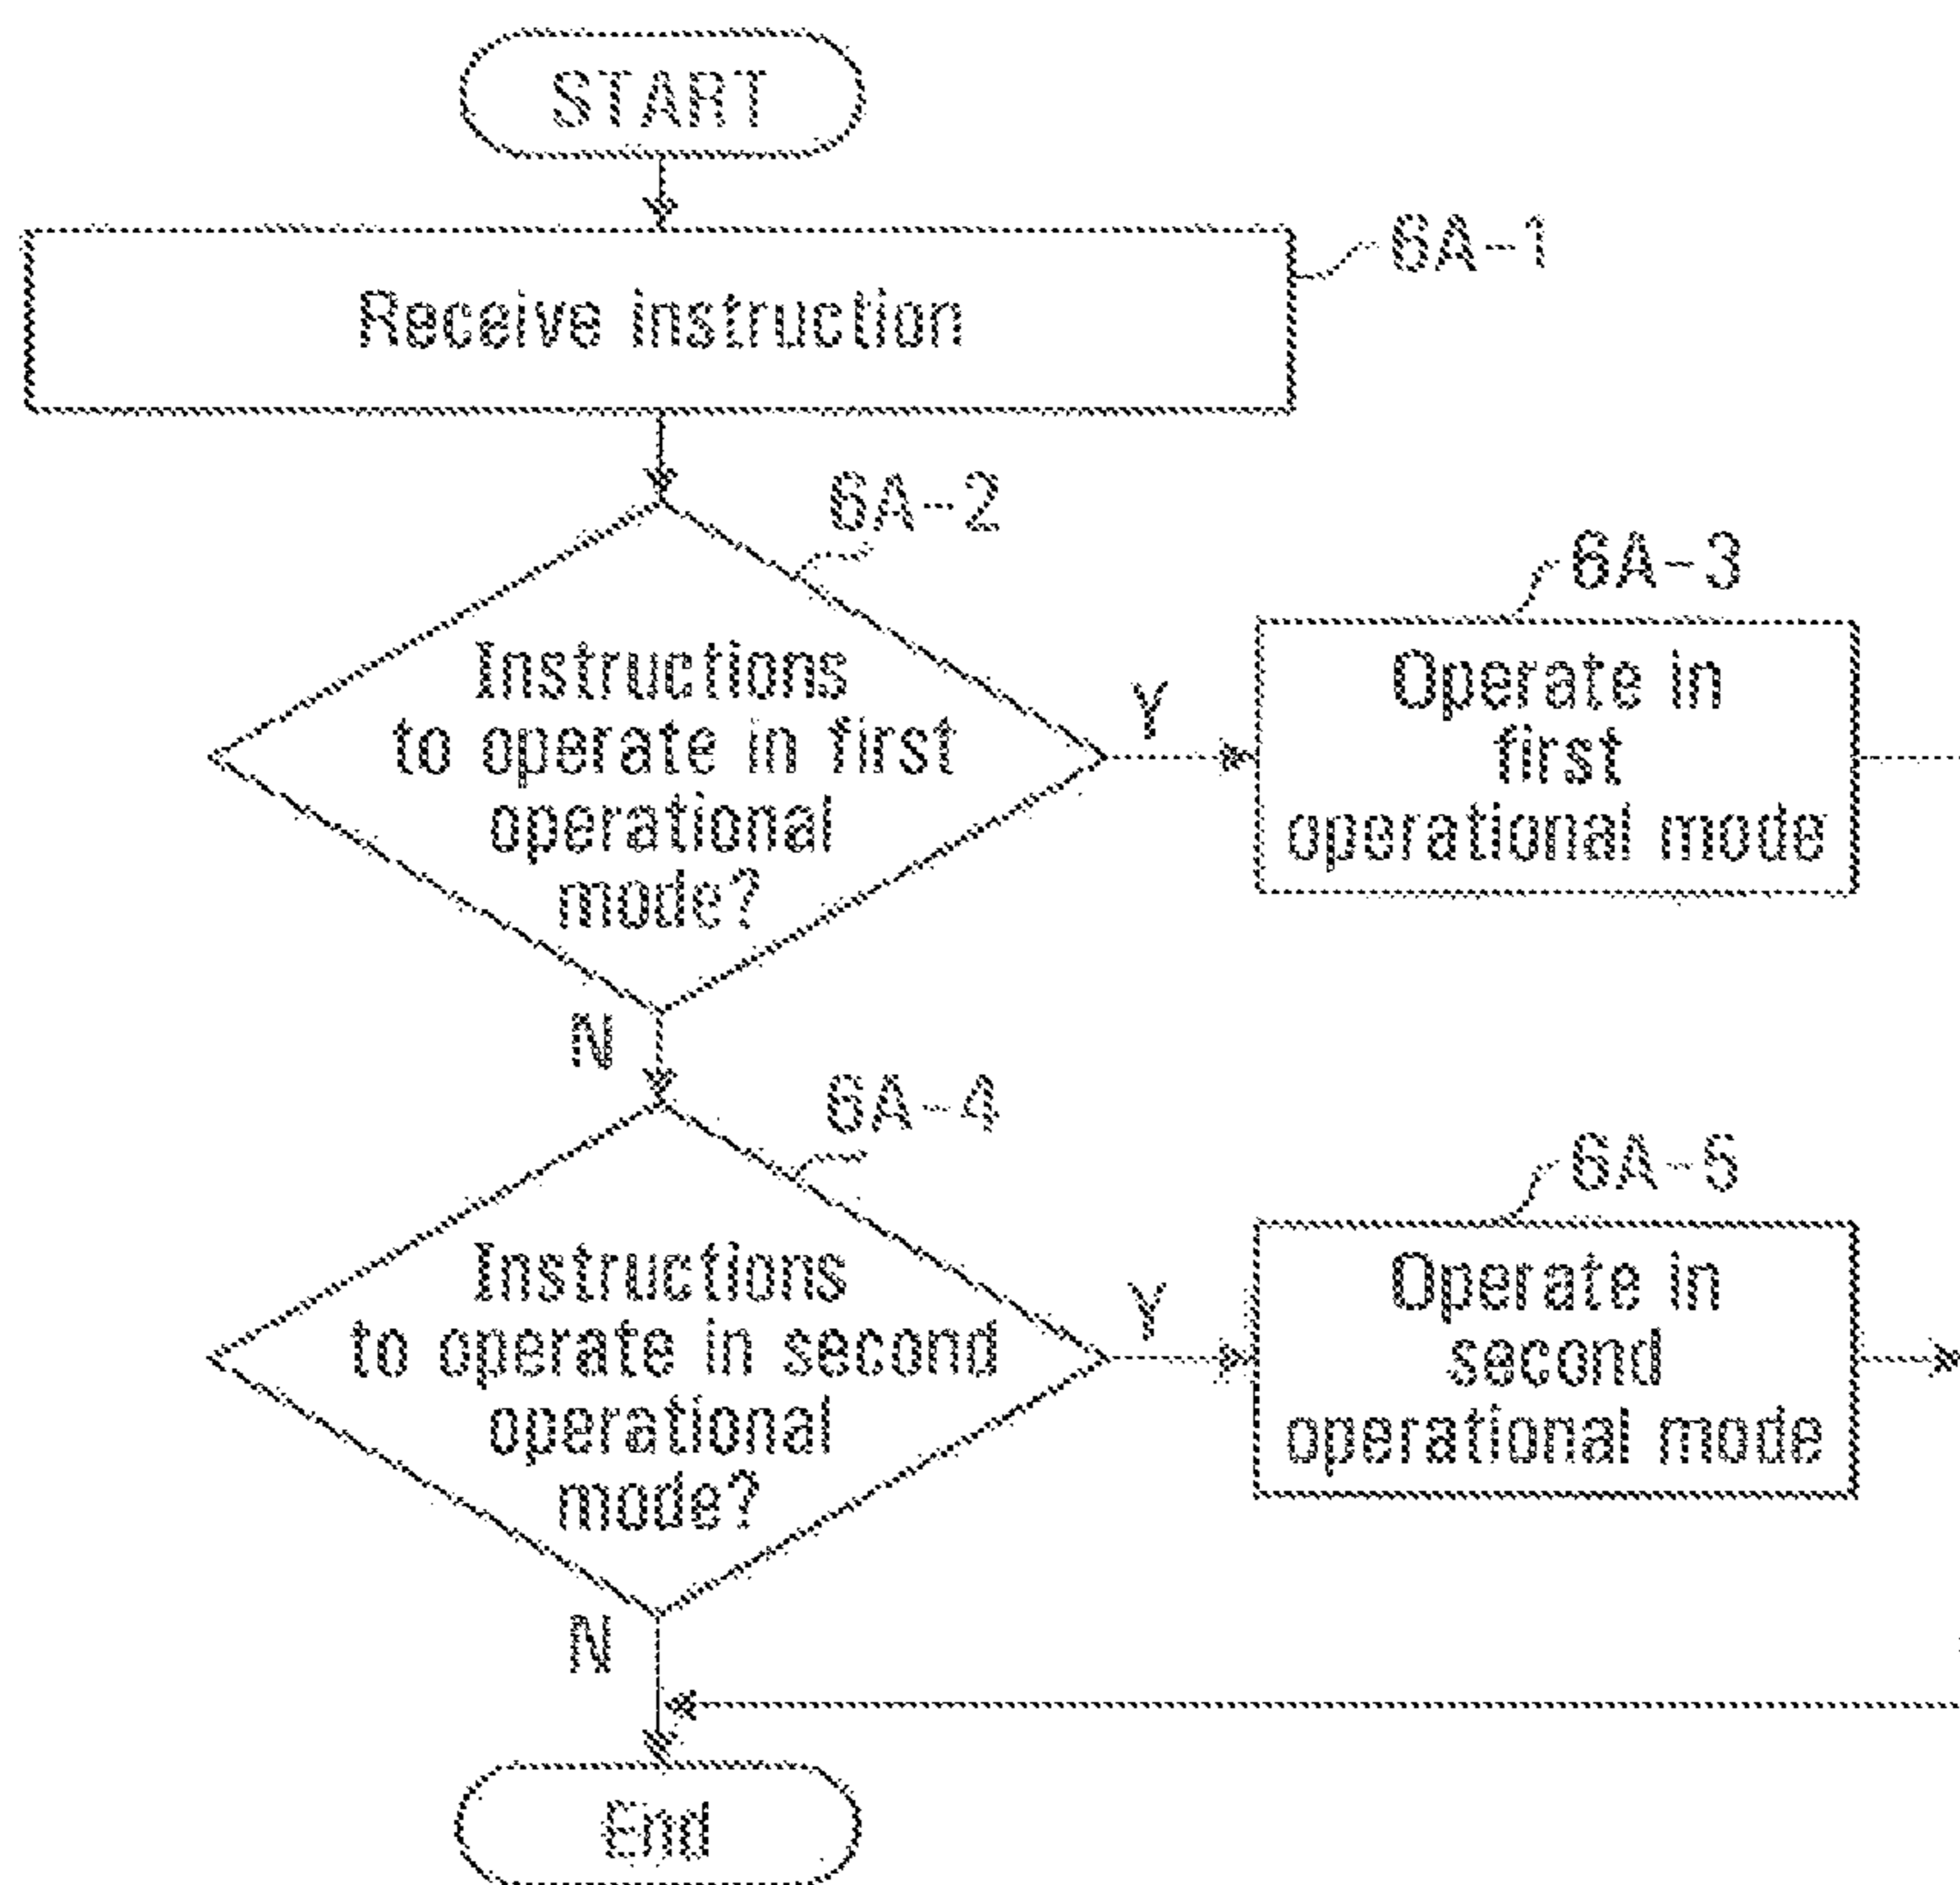 START
6A-1
Receive instruction
6A-2
Instructions
to operate in first
operational
mode?
Y
6A-3
Operate in
first
operational mode
N
6A-4
Instructions
to operate in second
operational
mode?
Y
6A-5
Operate in
second
operational mode
N
End